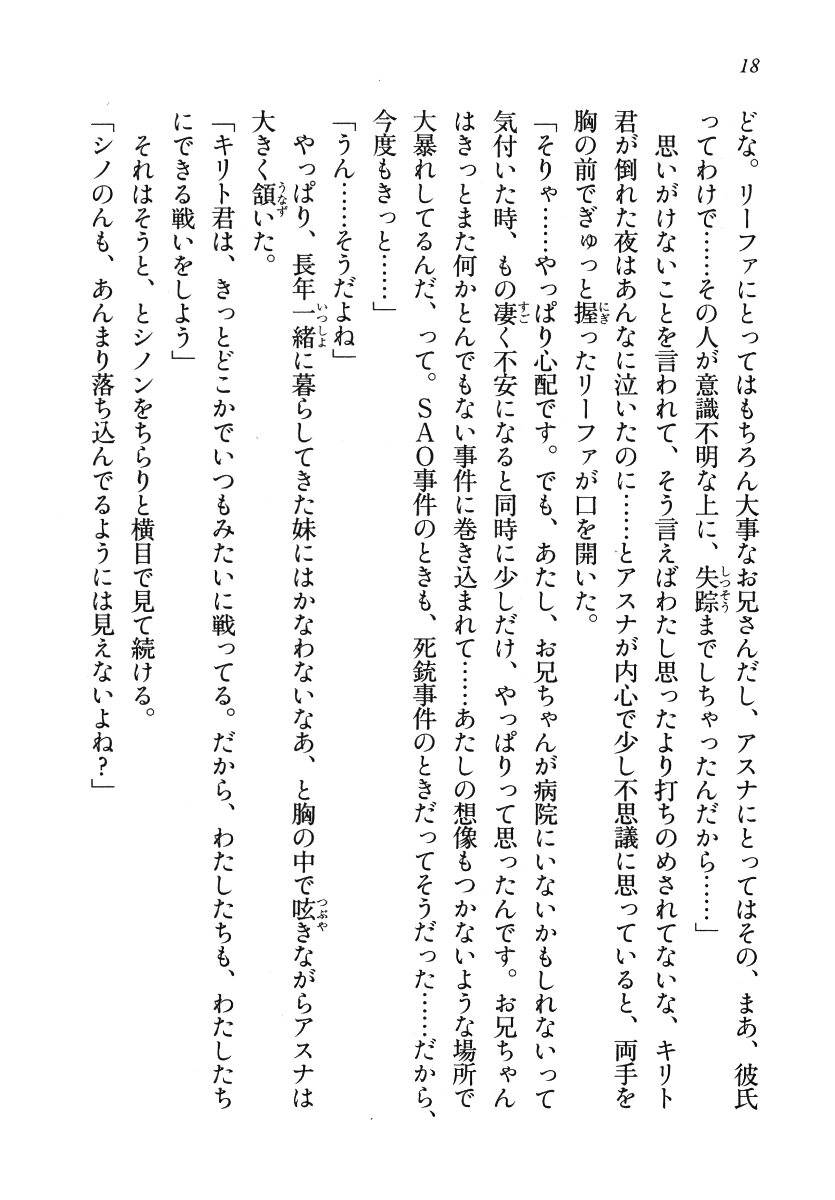 18
どな。リーファにとってはもちろん大事なお兄さんだし、アスナにとってはその、まあ、彼氏
ってわけで……その人が意識不明な上に、失踪までしちゃったんだから……」
　思いがけないことを言われて、そう言えばわたし思ったより打ちのめされてないな、キリト
君が倒れた夜はあんなに泣いたのに……とアスナが内心で少し不思議に思っていると、両手を
胸の前でぎゅっと握ったリーファが口を開いた。
「そりゃ……やっぱり心配です。でも、あたし、お兄ちゃんが病院にいないかもしれないって
気付いた時、もの凄く不安になると同時に少しだけ、やっぱりって思ったんです。お兄ちゃん
はきっとまた何かとんでもない事件に巻き込まれて……あたしの想像もつかないような場所で
大暴れしてるんだ、って。ＳＡＯ事件のときも、死銃事件のときだってそうだった……だから、
今度もきっと……」
「うん……そうだよね」
　やっぱり、長年一緒に暮らしてきた妹にはかなわないなあ、と胸の中で呟きながらアスナは
大きく頷いた。
「キリト君は、きっとどこかでいつもみたいに戦ってる。だから、わたしたちも、わたしたち
にできる戦いをしよう」
　それはそうと、とシノンをちらりと横目で見て続ける。
「シノのんも、あんまり落ち込んでるようには見えないよね？」